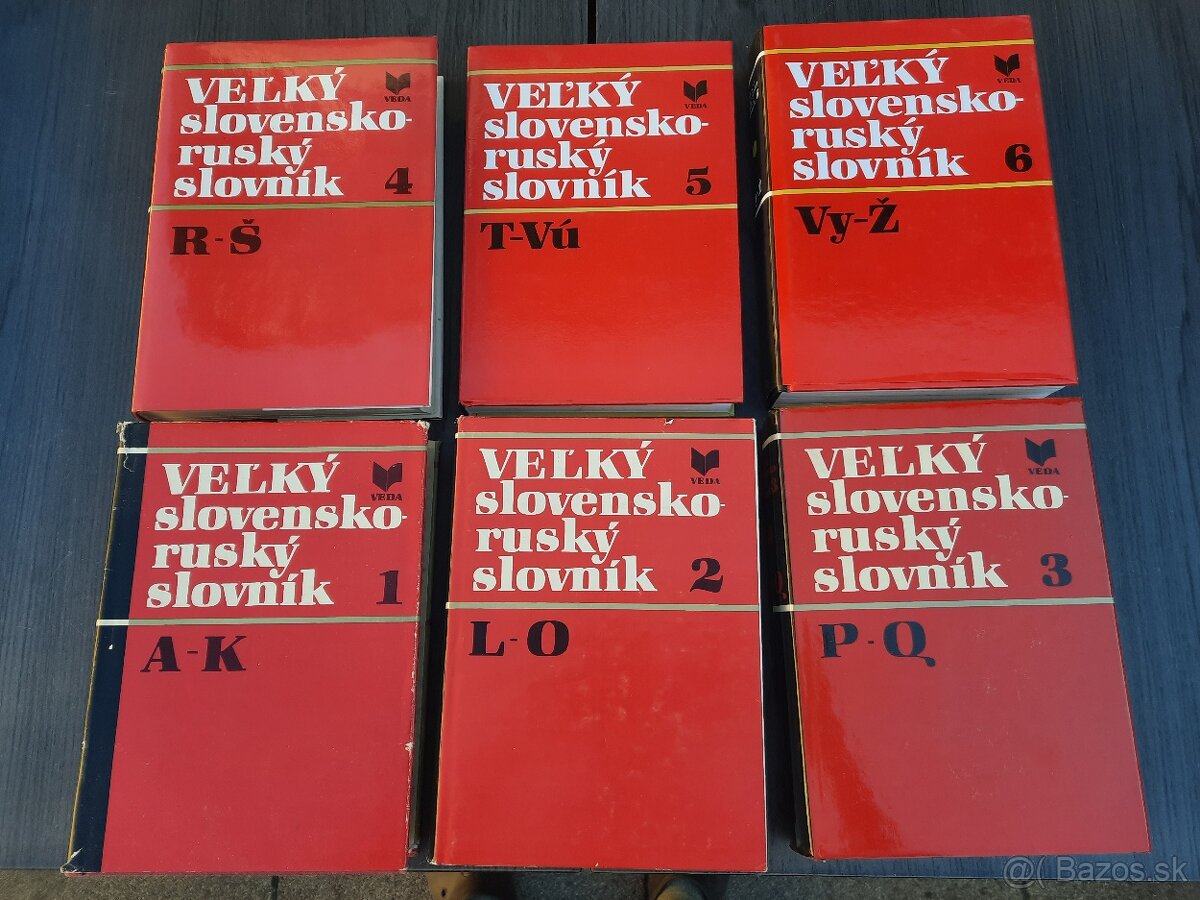 VEĽKÝ
slovensko-
ruský
slovník 4
VEDA
R-Š
VEĽKÝ
slovensko-
ruský
slovník 5
VEDA
T-Vú
VEĽKÝ
slovensko-
ruský
slovník 6
VEDA
Vy-Ž
VEĽKÝ
slovensko-
ruský
slovník 1
VEDA
A-K
VEĽKÝ
slovensko-
ruský
slovník 2
VEDA
L-O
VEĽKÝ
slovensko-
ruský
slovník 3
VEDA
P-Q
@( Bazos.sk